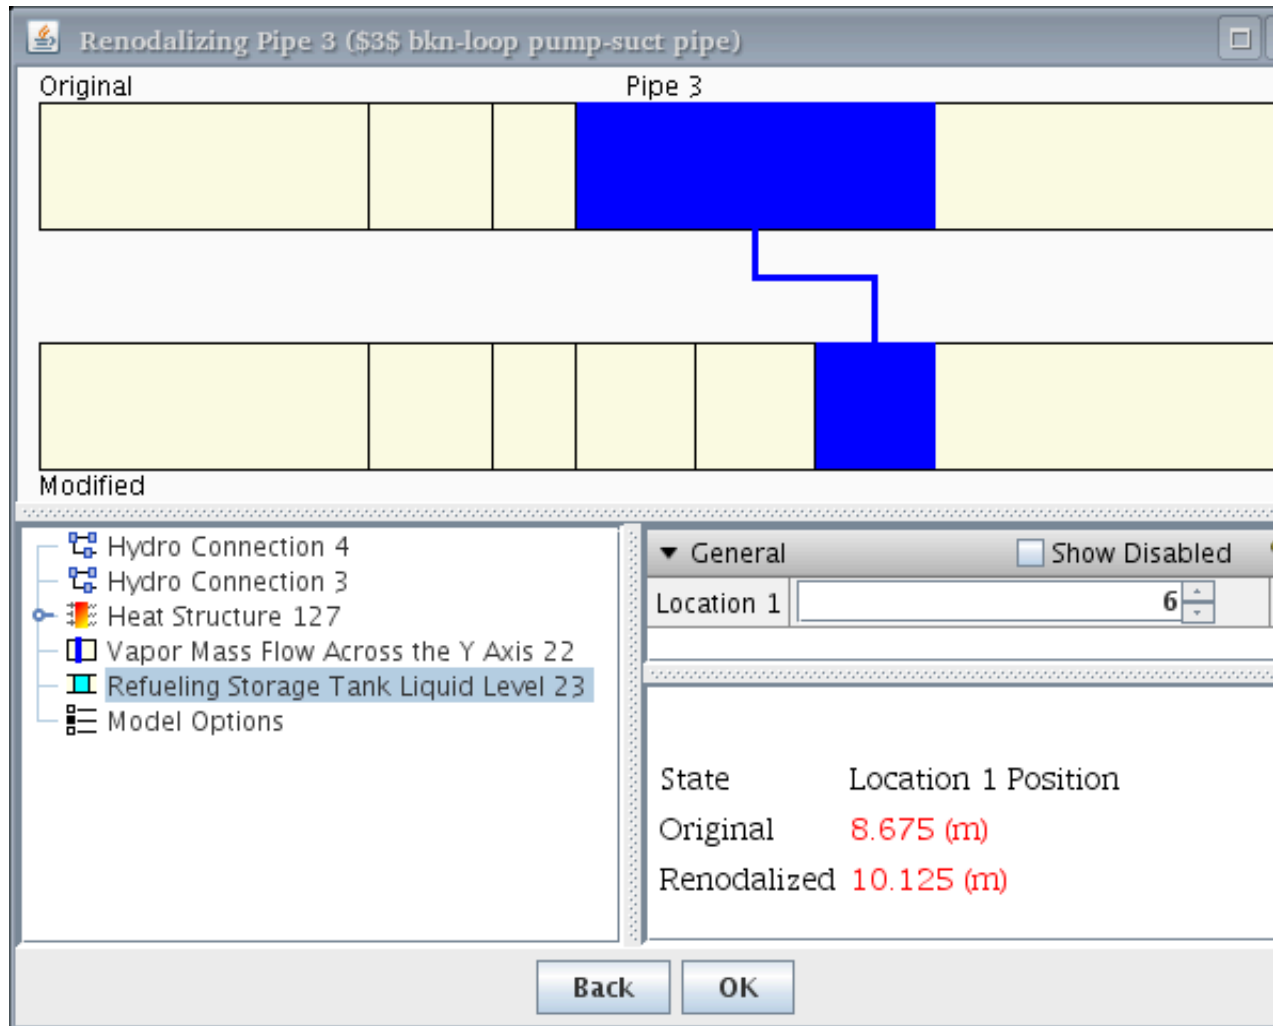 Renodalizing Pipe 3 ($3$ bkn-loop pump-suct pipe)
Original Pipe 3
Modified
Hydro Connection 4
Hydro Connection 3
Heat Structure 127
Vapor Mass Flow Across the Y Axis 22
Refueling Storage Tank Liquid Level 23
Model Options
General Show Disabled
Location 1 6
State Location 1 Position
Original 8.675 (m)
Renodalized 10.125 (m)
Back OK